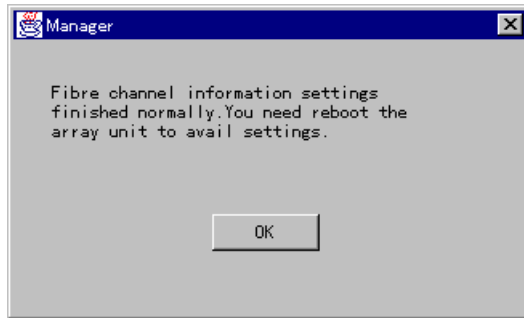 Manager
Fibre channel information settings
finished normally.You need reboot the
array unit to avail settings.
OK